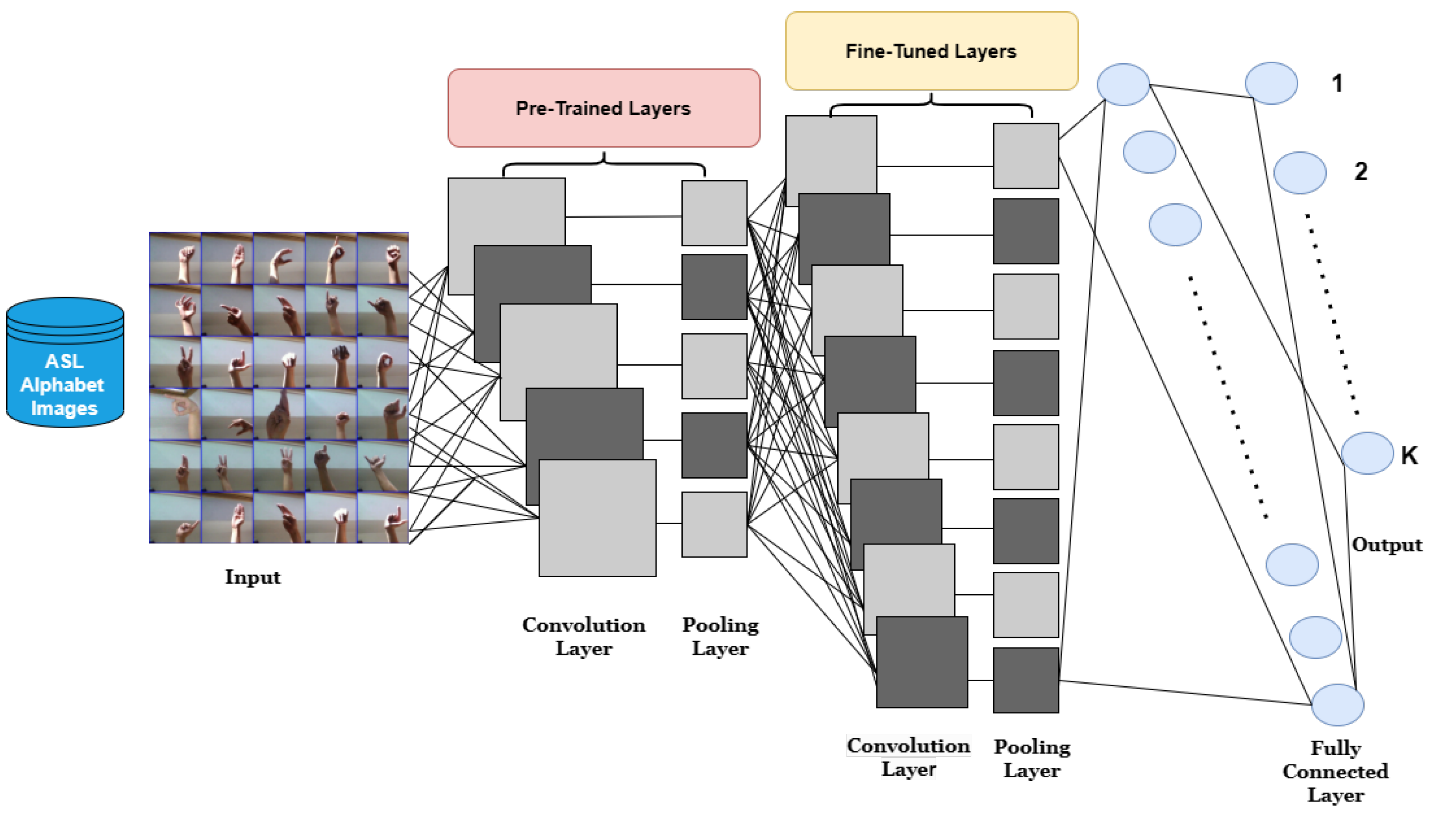 Fine-Tuned Layers
Pre-Trained Layers
1
2
ASL
Alphabet
Images
K
Output
Input
Convolution
Layer
Pooling
Layer
Convolution
Layer
Pooling
Layer
Fully
Connected
Layer